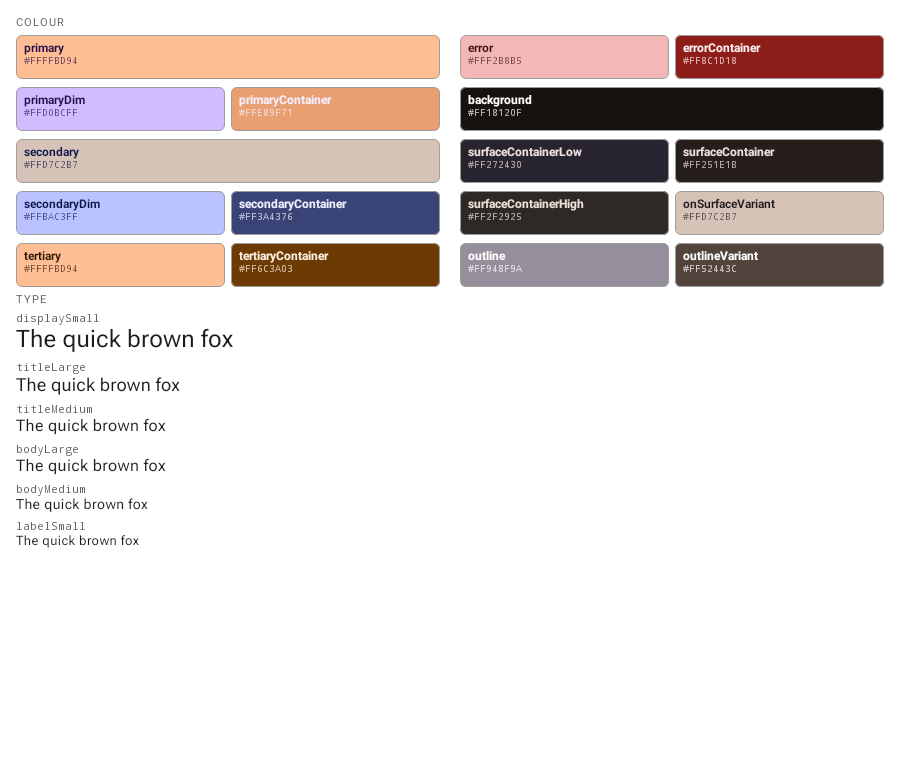 COLOUR
primary
#FFFFBD94
error
#FFF2B8B5
errorContainer
#FF8C1D18
primaryDim
#FFD0BCFF
primaryContainer
#FFE89F71
background
#FF18120F
secondary
#FFD7C2B7
surfaceContainerLow
#FF272430
surfaceContainer
#FF251E1B
secondaryDim
#FFBAC3FF
secondaryContainer
#FF3A4376
surfaceContainerHigh
#FF2F2925
onSurfaceVariant
#FFD7C2B7
tertiary
#FFFFBD94
tertiaryContainer
#FF6C3A03
outline
#FF948F9A
outlineVariant
#FF52443C
TYPE
displaySmall
The quick brown fox
titleLarge
The quick brown fox
titleMedium
The quick brown fox
bodyLarge
The quick brown fox
bodyMedium
The quick brown fox
labelSmall
The quick brown fox